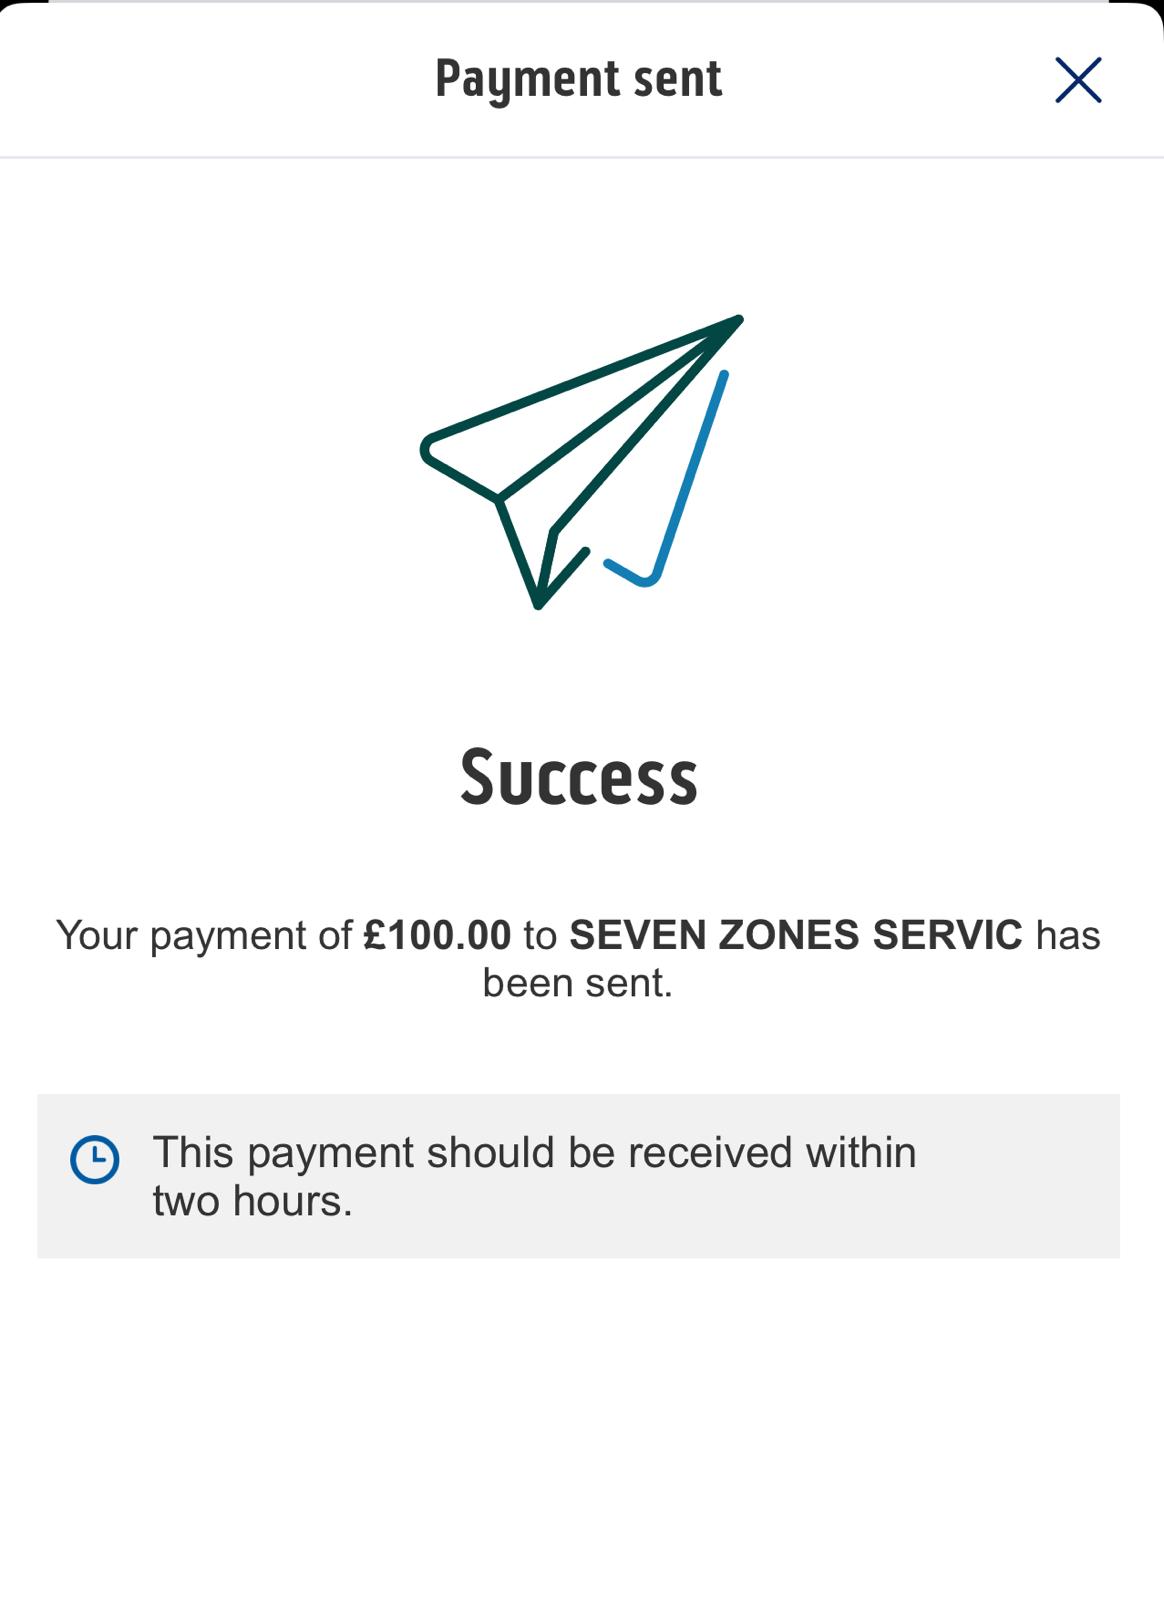 Payment sent
Success
Your payment of £100.00 to SEVEN ZONES SERVIC has
been sent.
This payment should be received within
two hours.